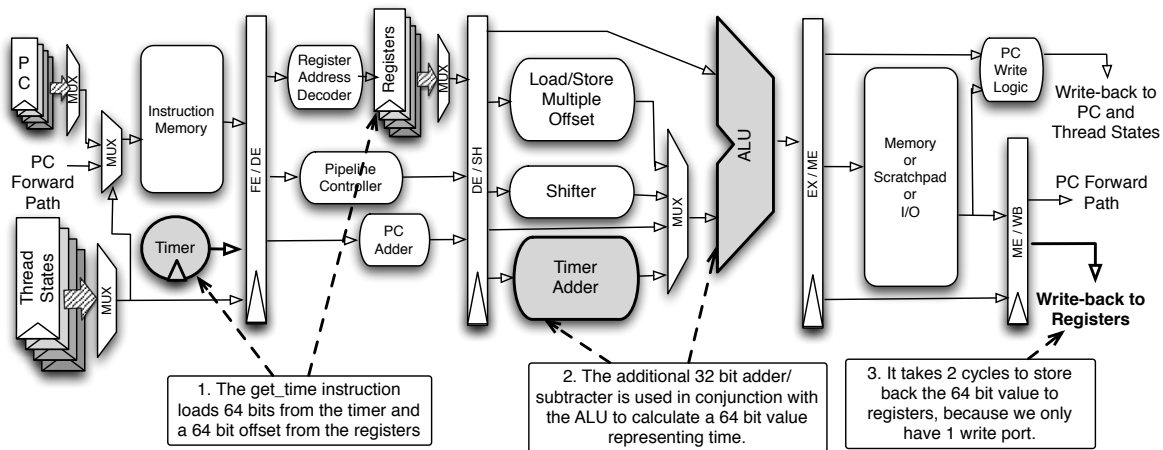 PC
MUX
PC
Forward
Path
MUX
Thread
States
MUX
Instruction
Memory
Timer
FE / DE
Register
Address
Decoder
Pipeline
Controller
PC
Adder
Registers
MUX
DE / SH
Load/Store
Multiple
Offset
Shifter
Timer
Adder
MUX
ALU
EX / ME
Memory
or
Scratchpad
or
I/O
PC
Write
Logic
Write-back to
PC and
Thread States
ME / WB
PC Forward
Path
Write-back to
Registers
1. The get_time instruction
loads 64 bits from the timer and
a 64 bit offset from the registers
2. The additional 32 bit adder/
subtracter is used in conjunction with
the ALU to calculate a 64 bit value
representing time.
3. It takes 2 cycles to store
back the 64 bit value to
registers, because we only
have 1 write port.